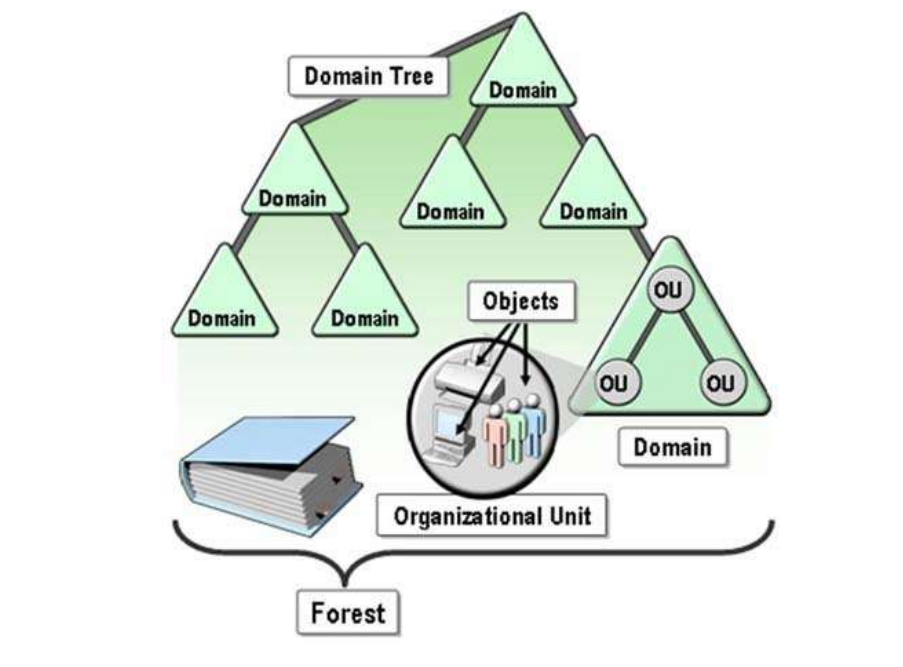 Domain Tree
Domain
Domain
Domain
Domain
Domain
Domain
Objects
OU
OU
OU
Domain
Organizational Unit
Forest